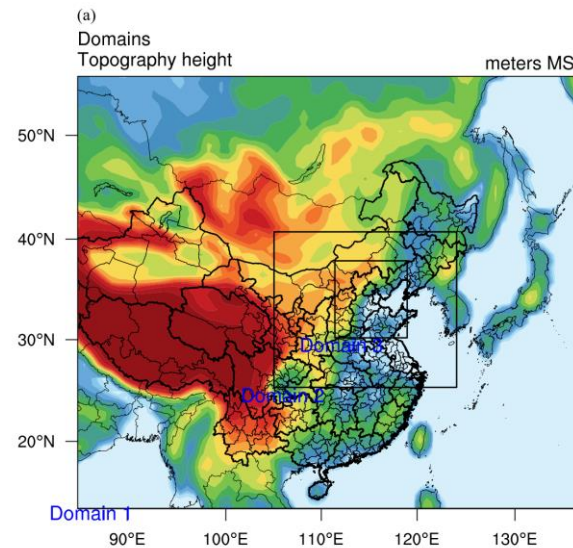 (a)
Domains
Topography height
meters MS
50°N
40°N
30°N
20°N
Domain 3
Domain 2
Domain 1
90°E
100°E
110°E
120°E
130°E